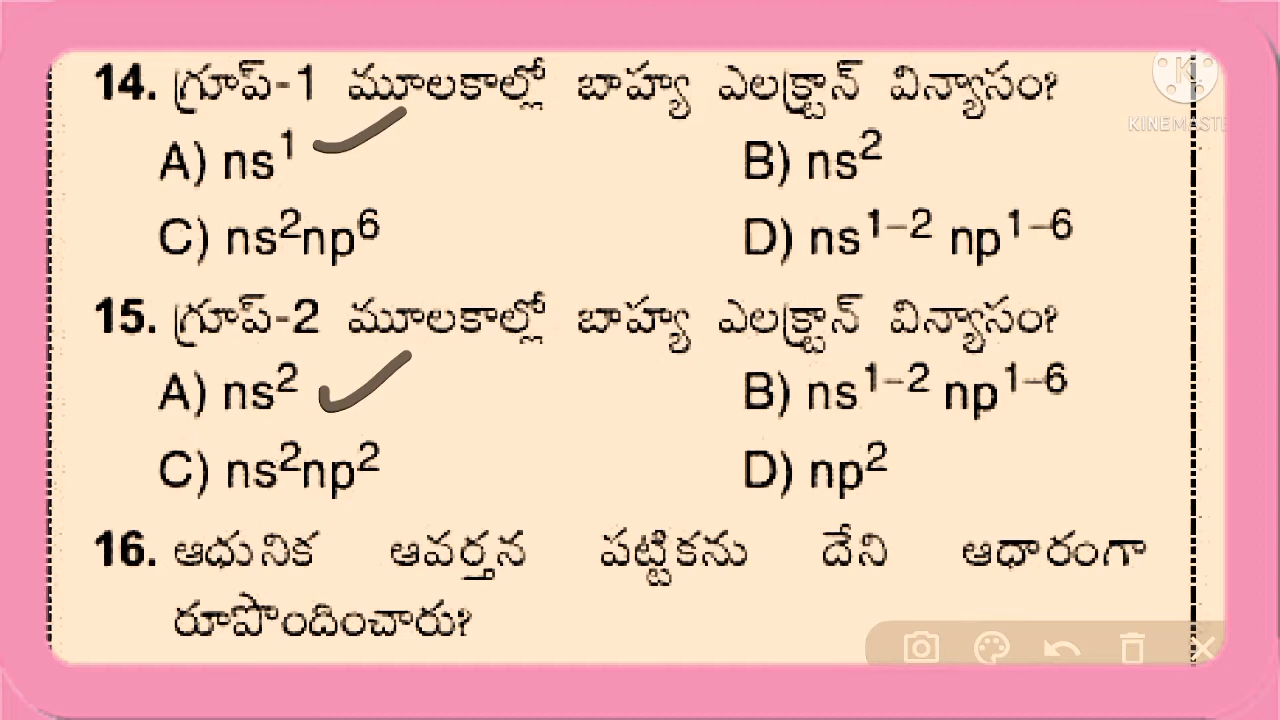 14. గ్రూప్-1 మూలకాల్లో బాహ్య ఎలక్ట్రాన్ విన్యాసం?
A) ns¹ B) ns²
C) ns²np⁶ D) ns¹⁻² np¹⁻⁶
15. గ్రూప్-2 మూలకాల్లో బాహ్య ఎలక్ట్రాన్ విన్యాసం?
A) ns² B) ns¹⁻² np¹⁻⁶
C) ns²np² D) np²
16. ఆధునిక ఆవర్తన పట్టికను దేని ఆధారంగా
రూపొందించారు?
K
KINEMASTE